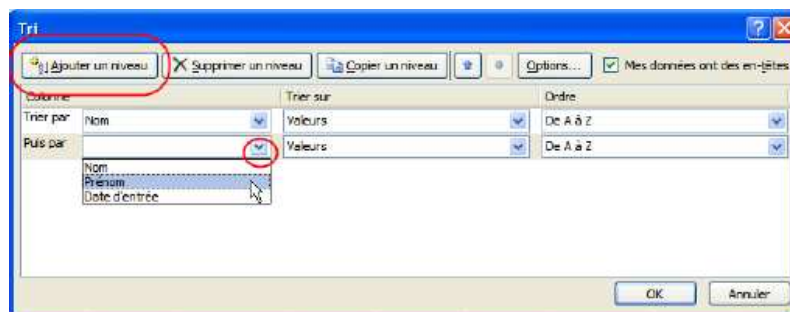 Tri
Ajouter un niveau Supprimer un niveau Copier un niveau Options... Mes données ont des en-têtes
Colonne Trier sur Ordre
Trier par Nom Valeurs De A à Z
Puis par Valeurs De A à Z
Nom
Prénom
Date d'entrée
OK Annuler